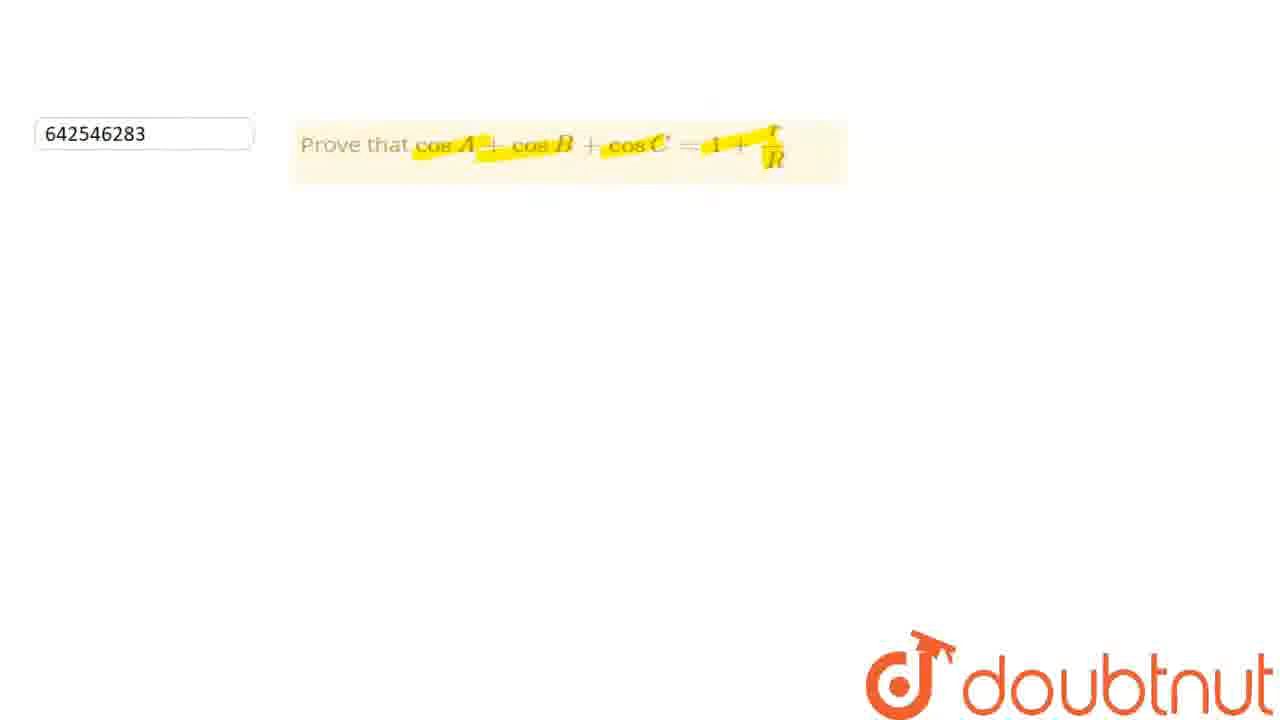 642546283
Prove that cos A + cos B + cos C = 1 + r/R
doubtnut